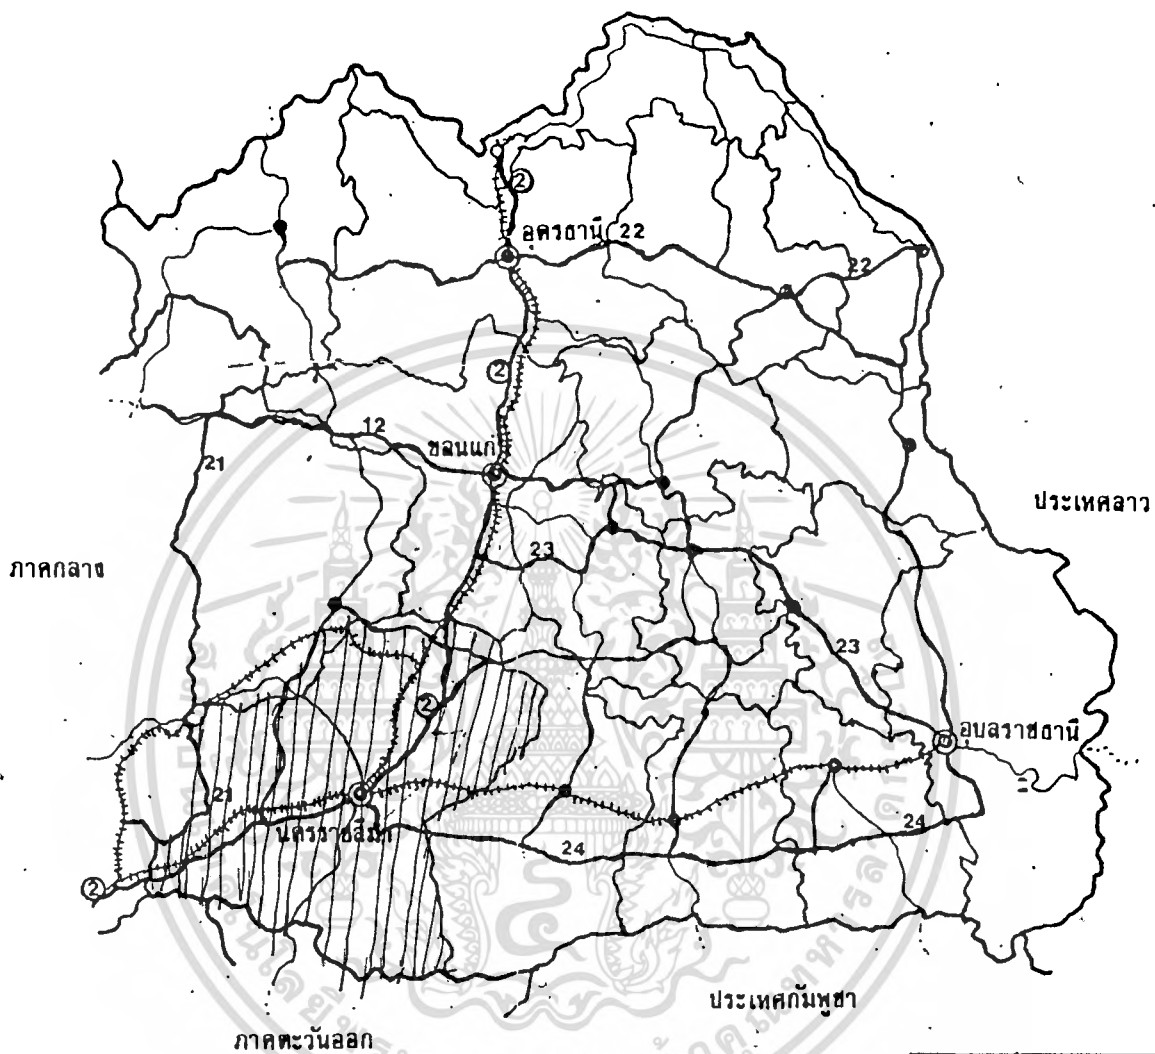 ②
อุดรธานี 22
22
②
12
ขอนแก่น
21
ประเทศลาว
23
ภาคกลาง
23
②
อุบลราชธานี
21
นครราชสีมา
24
24
②
ประเทศกัมพูชา
ภาคตะวันออก